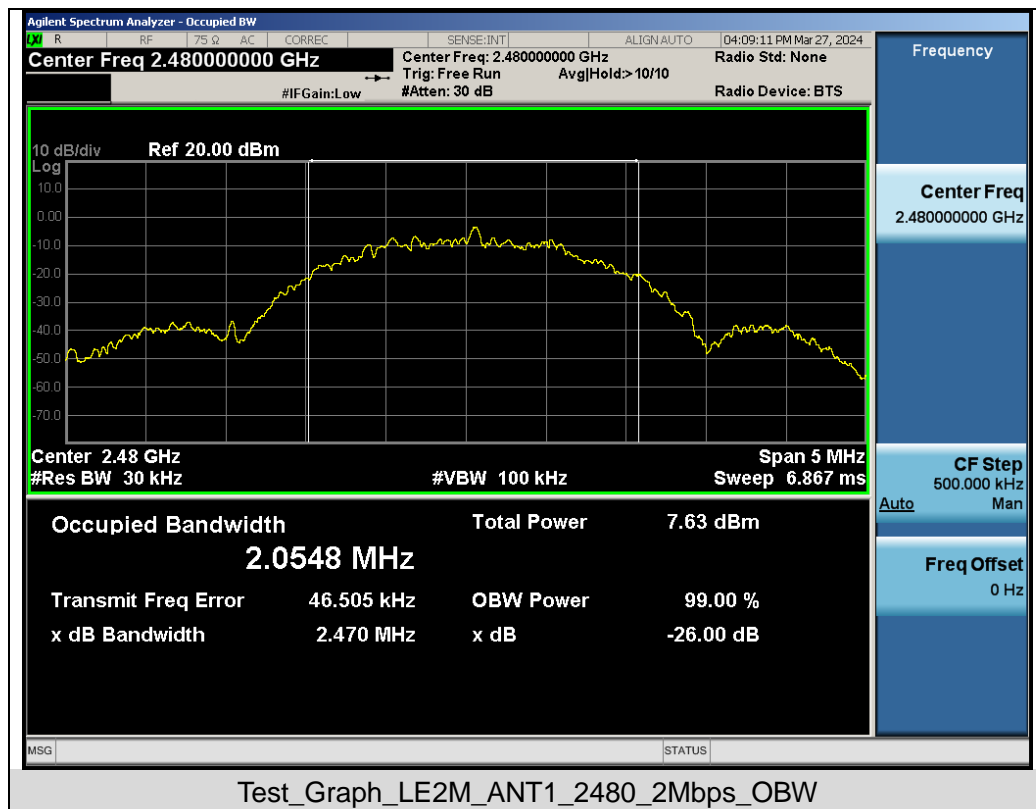 Agilent Spectrum Analyzer - Occupied BW
LXI R RF 75 Ω AC CORREC SENSE:INT ALIGN AUTO 04:09:11 PM Mar 27, 2024
Center Freq 2.480000000 GHz
Center Freq: 2.480000000 GHz
Radio Std: None
Trig: Free Run Avg|Hold:> 10/10
#IFGain:Low #Atten: 30 dB Radio Device: BTS
10 dB/div Ref 20.00 dBm
Log
10.0
0.00
-10.0
-20.0
-30.0
-40.0
-50.0
-60.0
-70.0
Center 2.48 GHz Span 5 MHz
#Res BW 30 kHz #VBW 100 kHz Sweep 6.867 ms
Occupied Bandwidth Total Power 7.63 dBm
2.0548 MHz
Transmit Freq Error 46.505 kHz OBW Power 99.00 %
x dB Bandwidth 2.470 MHz x dB -26.00 dB
MSG STATUS
Frequency
Center Freq
2.480000000 GHz
CF Step
500.000 kHz
Auto Man
Freq Offset
0 Hz
Test_Graph_LE2M_ANT1_2480_2Mbps_OBW